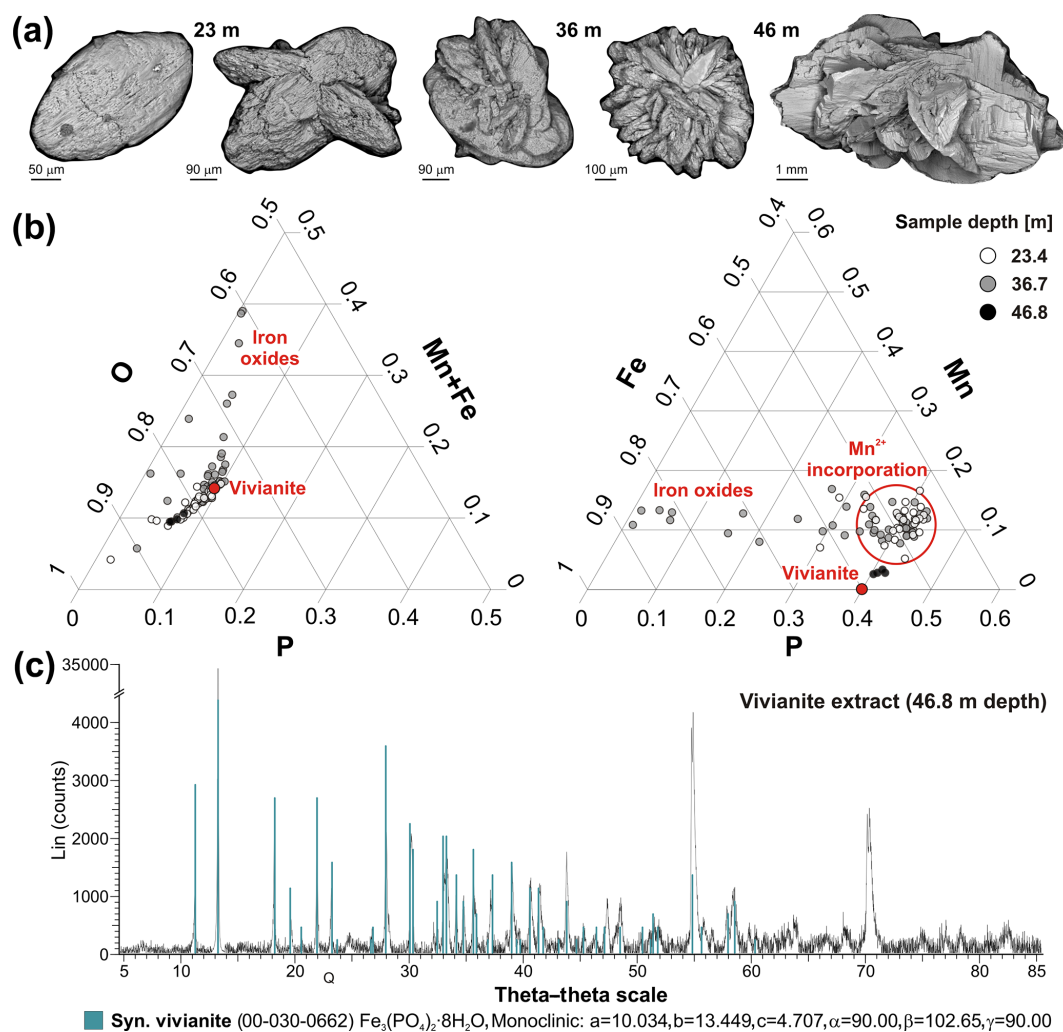 (a)
23 m
36 m
46 m
50 µm
90 µm
90 µm
100 µm
1 mm
(b)
0.5
0.5
0.6
0.4
0.7
0.3
0.8
0.2
0.9
0.1
1
0
O
Mn+Fe
Iron
oxides
Vivianite
0
0.1
0.2
0.3
0.4
0.5
P
0.4
0.6
0.5
0.5
0.6
0.4
0.7
0.3
0.8
0.2
0.9
0.1
1
0
Fe
Mn
Sample depth [m]
23.4
36.7
46.8
Mn²⁺
incorporation
Iron oxides
Vivianite
0
0.1
0.2
0.3
0.4
0.5
0.6
P
(c)
Vivianite extract (46.8 m depth)
35000
4000
3000
2000
1000
0
Lin (counts)
5 10 20 30 40 50 60 70 80 85
Q
Theta–theta scale
Syn. vivianite (00-030-0662) Fe₃(PO₄)₂·8H₂O, Monoclinic: a=10.034,b=13.449,c=4.707,α=90.00,β=102.65,γ=90.00